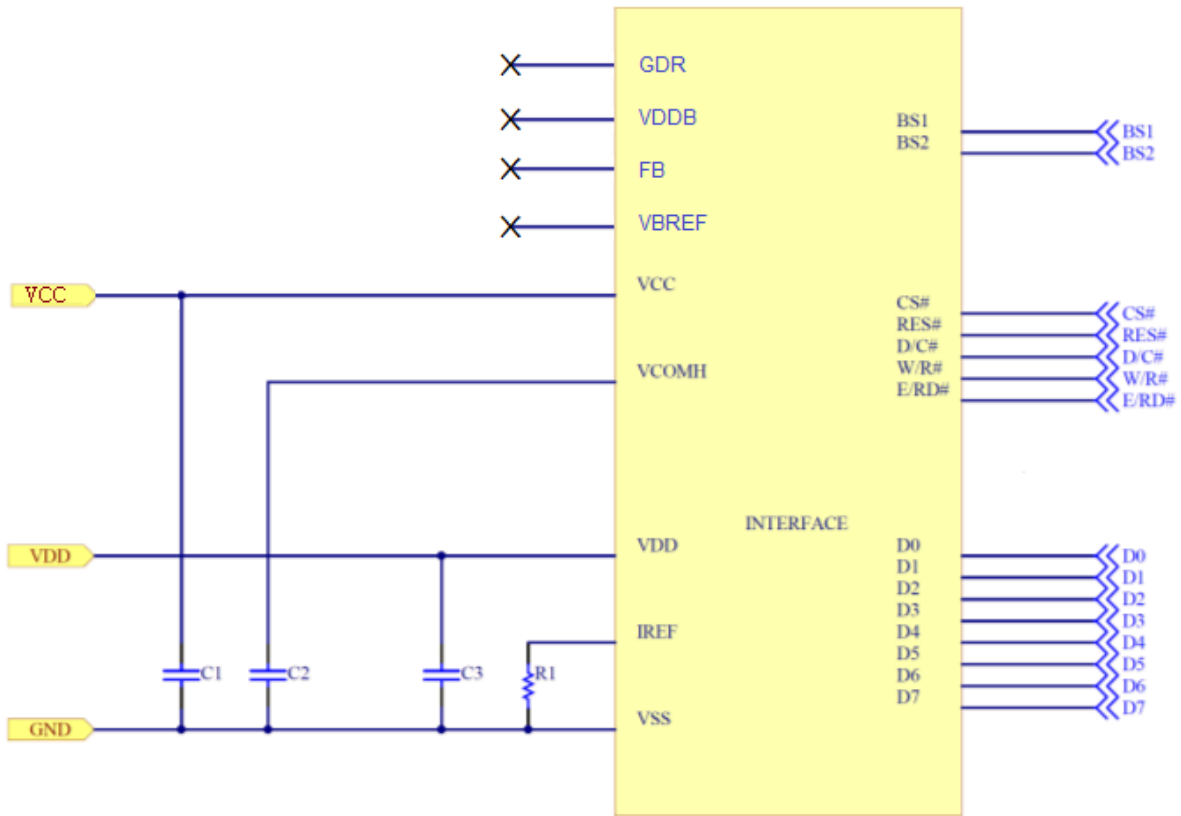 GDR
VDDB
FB
VBREF
VCC
VCC
VCOMH
VDD
VDD
IREF
C1
C2
C3
R1
GND
VSS
INTERFACE
BS1
BS1
BS2
BS2
CS#
CS#
RES#
RES#
D/C#
D/C#
W/R#
W/R#
E/RD#
E/RD#
D0
D0
D1
D1
D2
D2
D3
D3
D4
D4
D5
D5
D6
D6
D7
D7